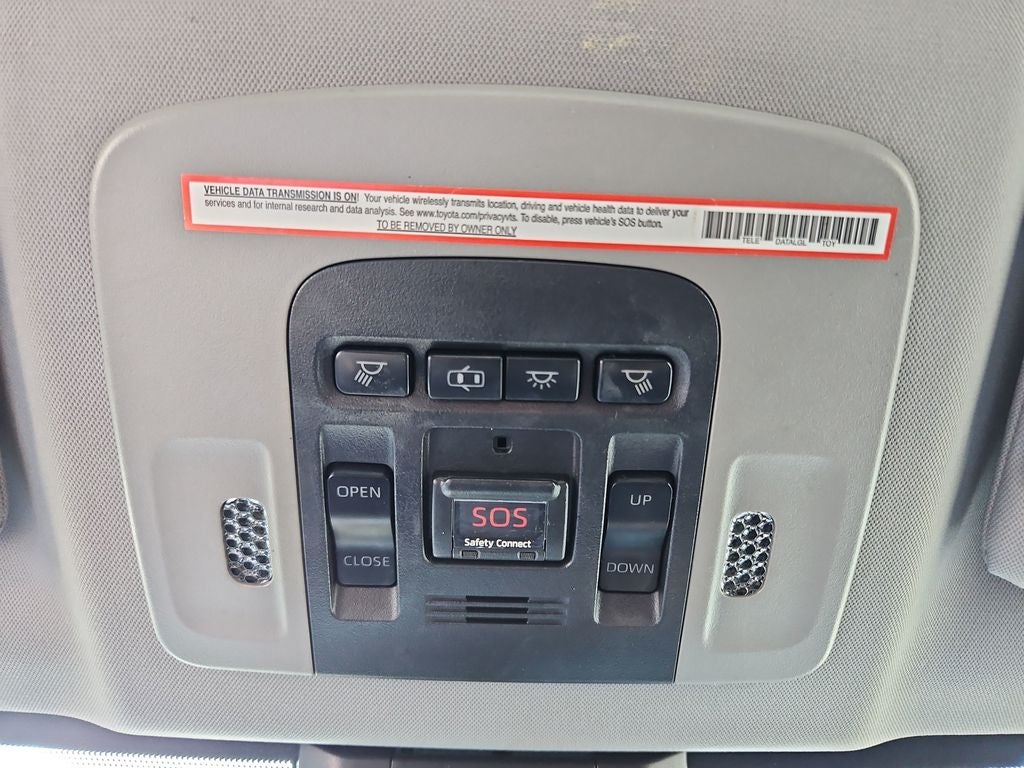 VEHICLE DATA TRANSMISSION IS ON! Your vehicle wirelessly transmits location, driving and vehicle health data to deliver your
services and for internal research and data analysis. See www.toyota.com/privacyvts. To disable, press vehicle's SOS button.
TO BE REMOVED BY OWNER ONLY
TELE DATALGL TOY
OPEN
CLOSE
SOS
Safety Connect
UP
DOWN